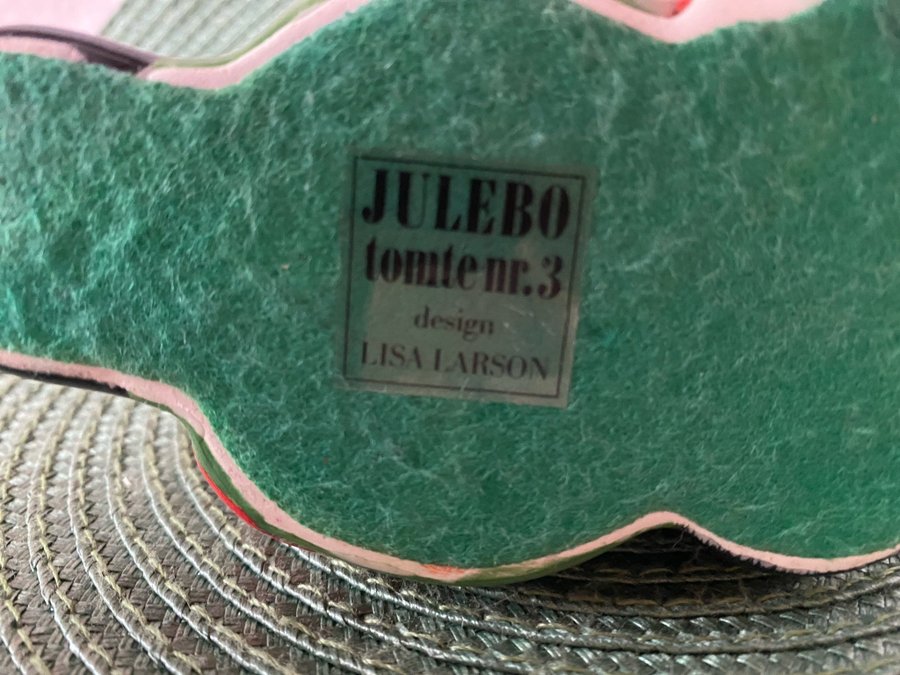 JULEBO
tomte nr. 3
design
LISA LARSON